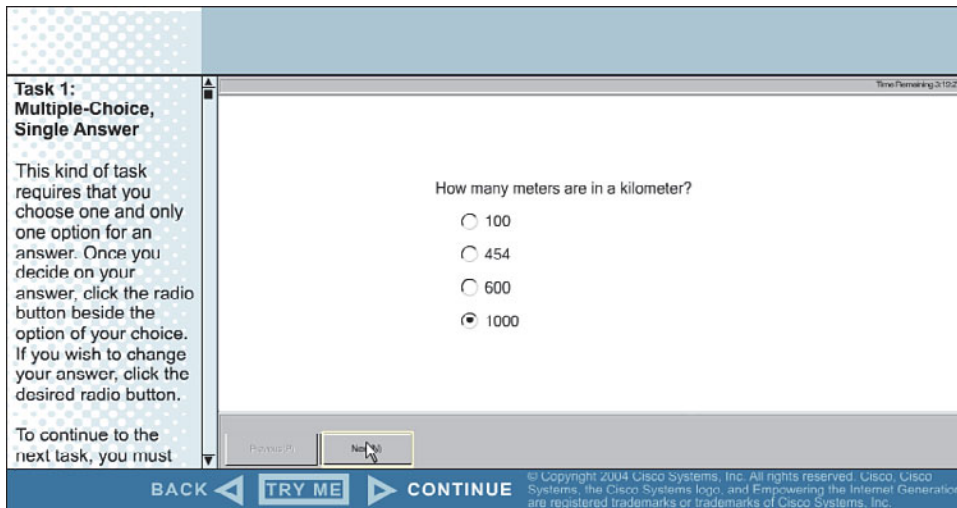 Task 1:
Multiple-Choice,
Single Answer
This kind of task
requires that you
choose one and only
one option for an
answer. Once you
decide on your
answer, click the radio
button beside the
option of your choice.
If you wish to change
your answer, click the
desired radio button.
To continue to the
next task, you must
Time Remaining
How many meters are in a kilometer?
100
454
600
1000
BACK TRY ME CONTINUE
© Copyright 2004 Cisco Systems, Inc. All rights reserved. Cisco, Cisco
Systems, the Cisco Systems logo, and Empowering the Internet Generation
are registered trademarks or trademarks of Cisco Systems, Inc.